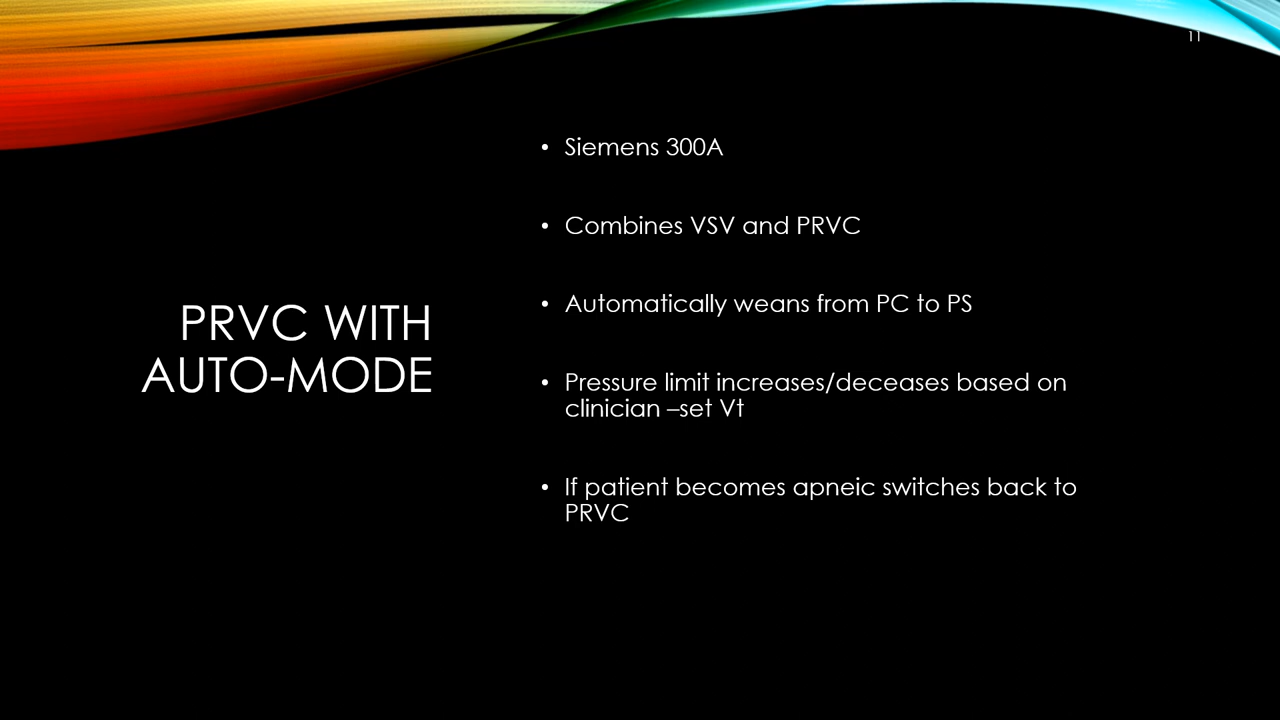 11
PRVC WITH
AUTO-MODE
• Siemens 300A
• Combines VSV and PRVC
• Automatically weans from PC to PS
• Pressure limit increases/deceases based on
clinician –set Vt
• If patient becomes apneic switches back to
PRVC